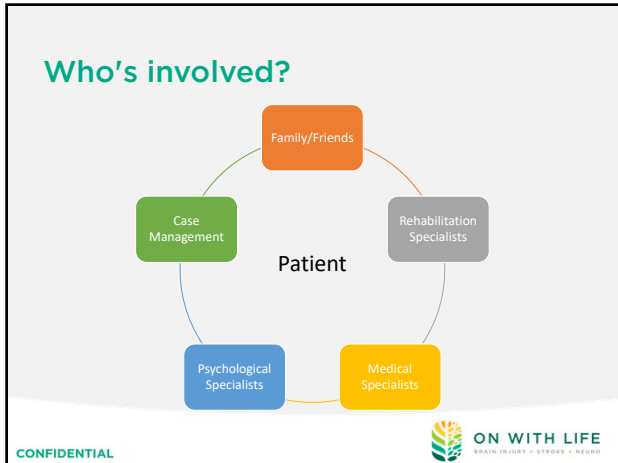 Who's involved?
Family/Friends
Case
Management
Rehabilitation
Specialists
Patient
Psychological
Specialists
Medical
Specialists
CONFIDENTIAL
ON WITH LIFE
BRAIN INJURY • STROKE • NEURO